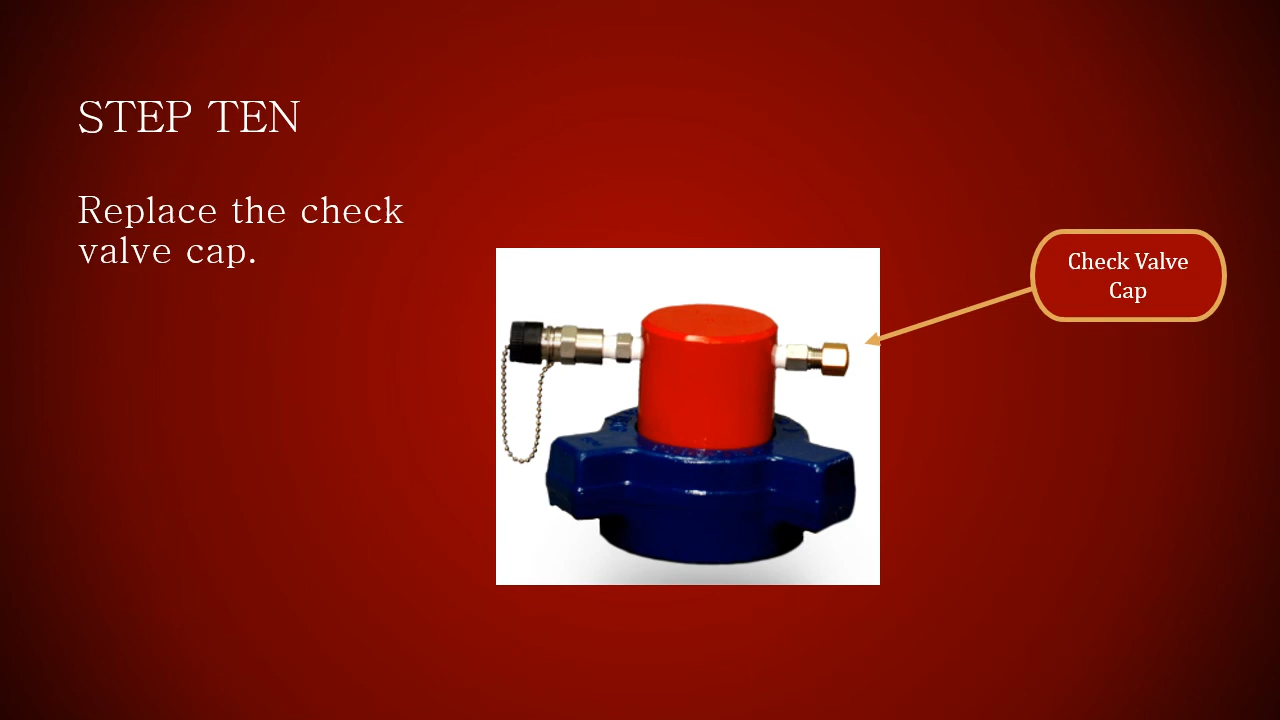 STEP TEN
Replace the check
valve cap.
Check Valve
Cap